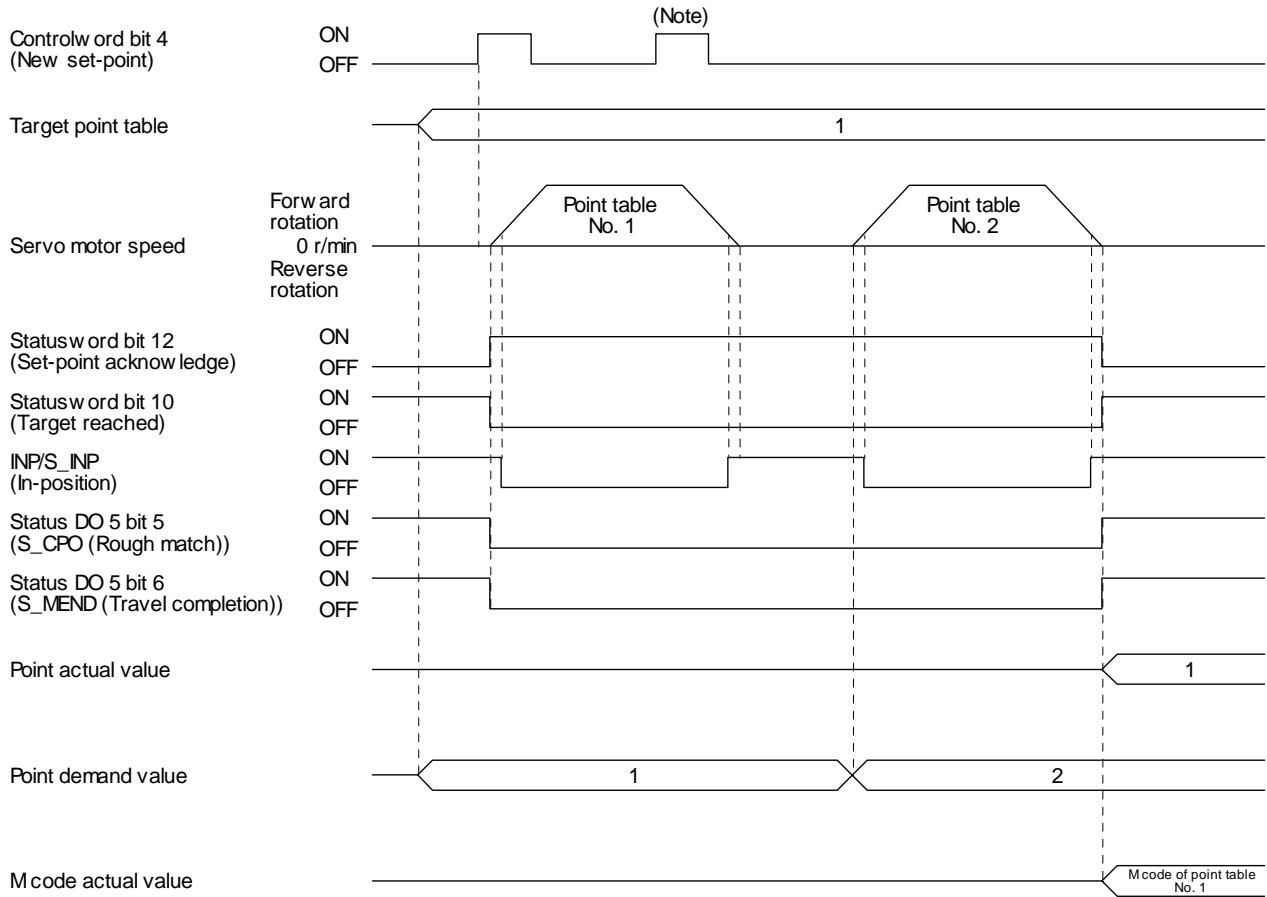 (Note)
Controlword bit 4
(New set-point)
ON
OFF
Target point table
1
Servo motor speed
Forward
rotation
0 r/min
Reverse
rotation
Point table
No. 1
Point table
No. 2
Statusword bit 12
(Set-point acknowledge)
ON
OFF
Statusword bit 10
(Target reached)
ON
OFF
INP/S_INP
(In-position)
ON
OFF
Status DO 5 bit 5
(S_CPO (Rough match))
ON
OFF
Status DO 5 bit 6
(S_MEND (Travel completion))
ON
OFF
Point actual value
1
Point demand value
1
2
M code actual value
M code of point table
No. 1